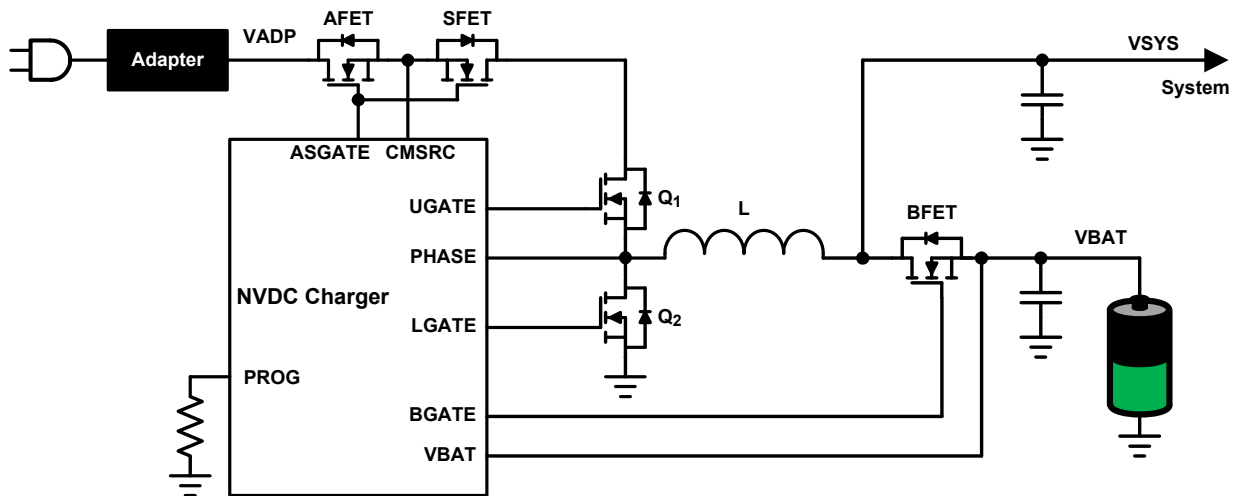 AFET
SFET
VADP
Adapter
VSYS
System
ASGATE
CMSRC
UGATE
Q1
L
BFET
VBAT
PHASE
NVDC Charger
LGATE
Q2
PROG
BGATE
VBAT